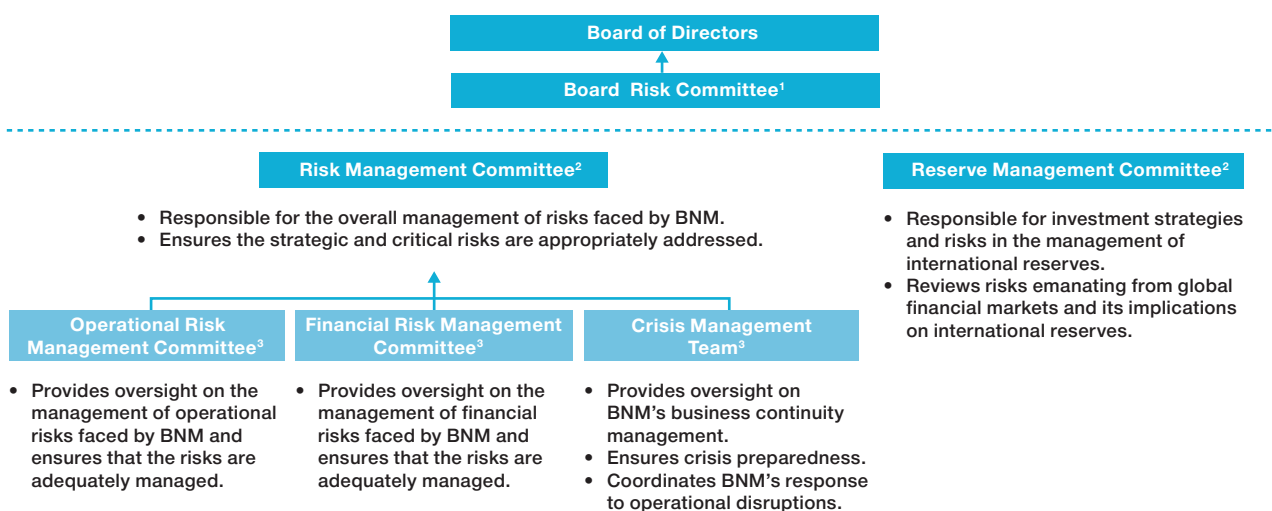 Board of Directors
Board Risk Committee¹
Risk Management Committee²
• Responsible for the overall management of risks faced by BNM.
• Ensures the strategic and critical risks are appropriately addressed.
Reserve Management Committee²
• Responsible for investment strategies
and risks in the management of
international reserves.
• Reviews risks emanating from global
financial markets and its implications
on international reserves.
Operational Risk
Management Committee³
• Provides oversight on the
management of operational
risks faced by BNM and
ensures that the risks are
adequately managed.
Financial Risk Management
Committee³
• Provides oversight on the
management of financial
risks faced by BNM and
ensures that the risks are
adequately managed.
Crisis Management
Team³
• Provides oversight on
BNM’s business continuity
management.
• Ensures crisis preparedness.
• Coordinates BNM’s response
to operational disruptions.